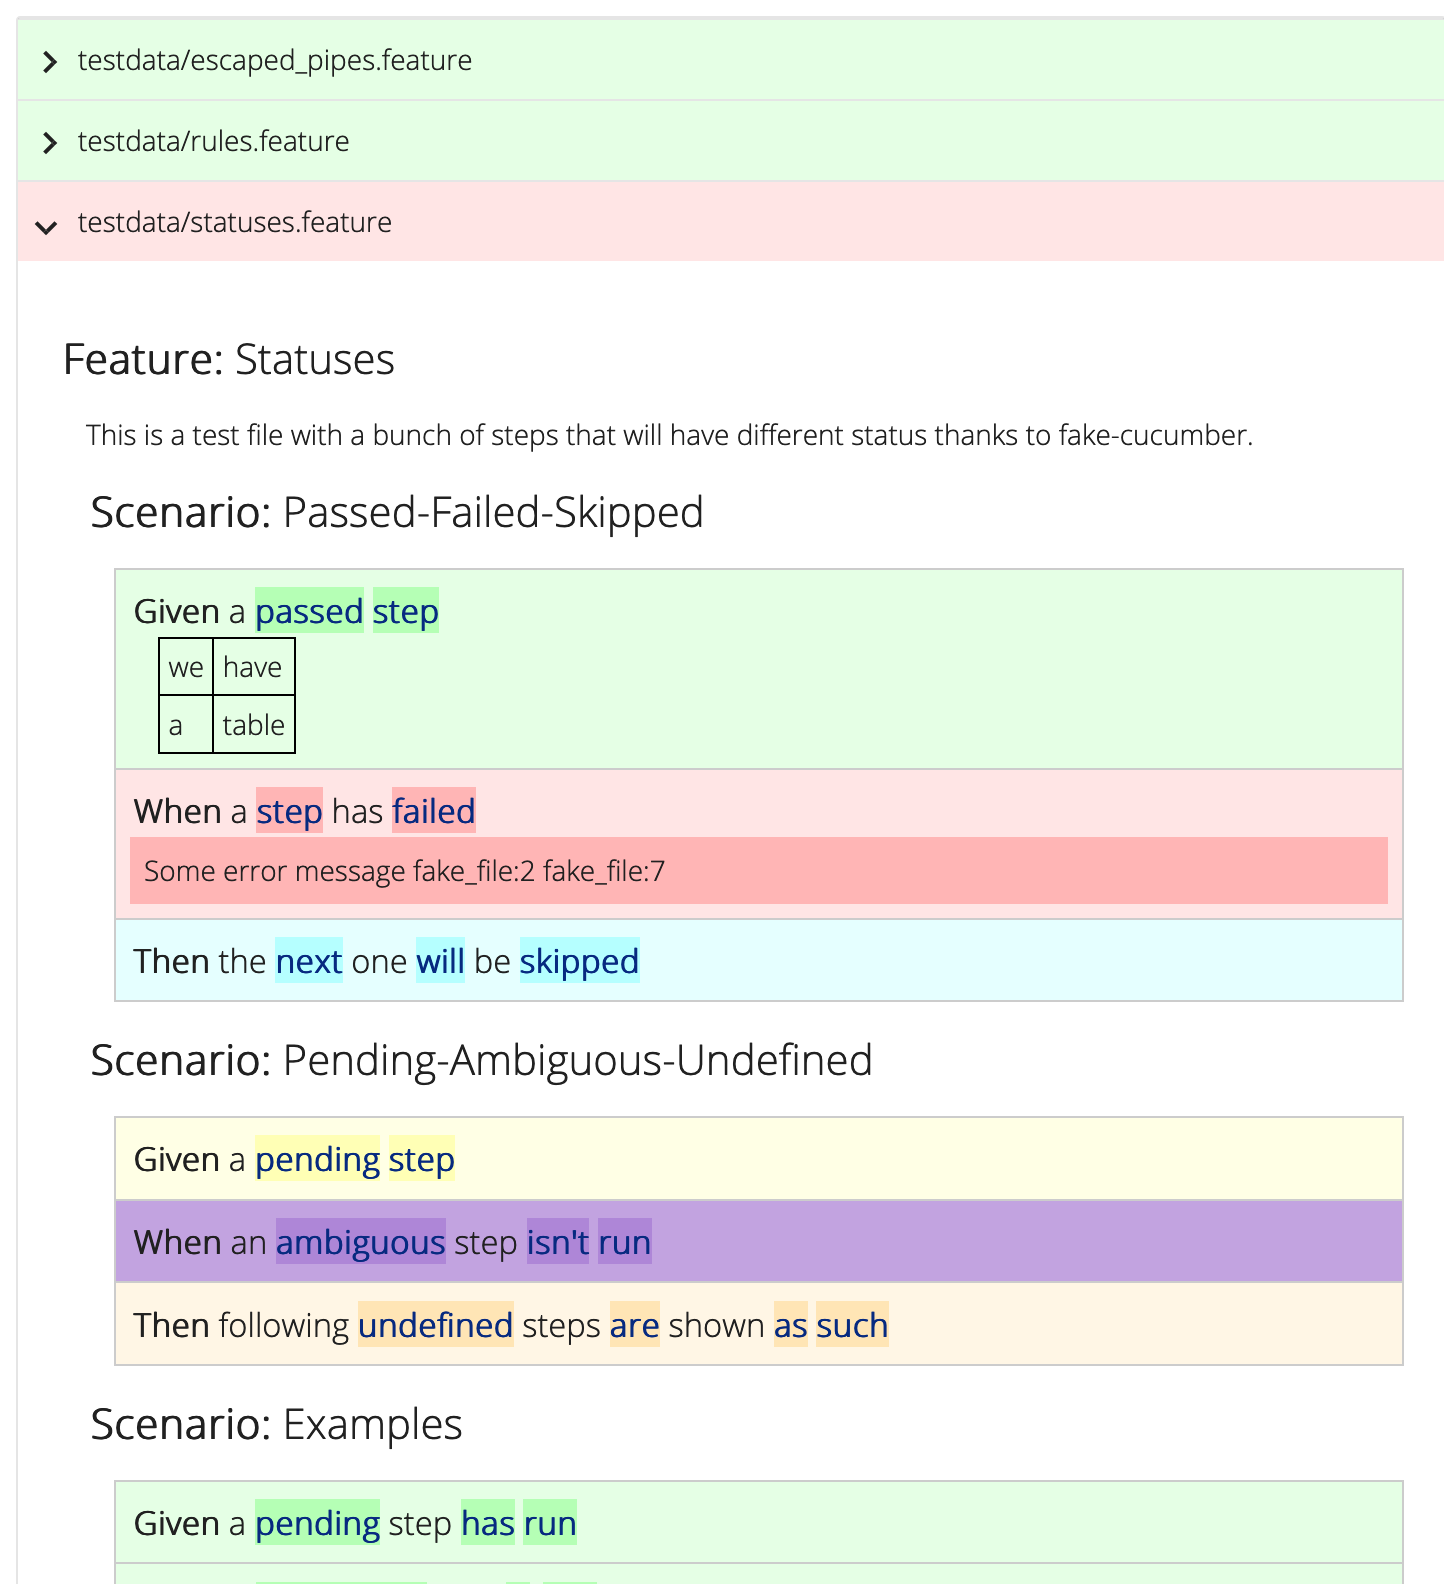 testdata/escaped_pipes.feature
testdata/rules.feature
testdata/statuses.feature
Feature: Statuses
This is a test file with a bunch of steps that will have different status thanks to fake-cucumber.
Scenario: Passed-Failed-Skipped
Given a passed step
we have
a table
When a step has failed
Some error message fake_file:2 fake_file:7
Then the next one will be skipped
Scenario: Pending-Ambiguous-Undefined
Given a pending step
When an ambiguous step isn't run
Then following undefined steps are shown as such
Scenario: Examples
Given a pending step has run